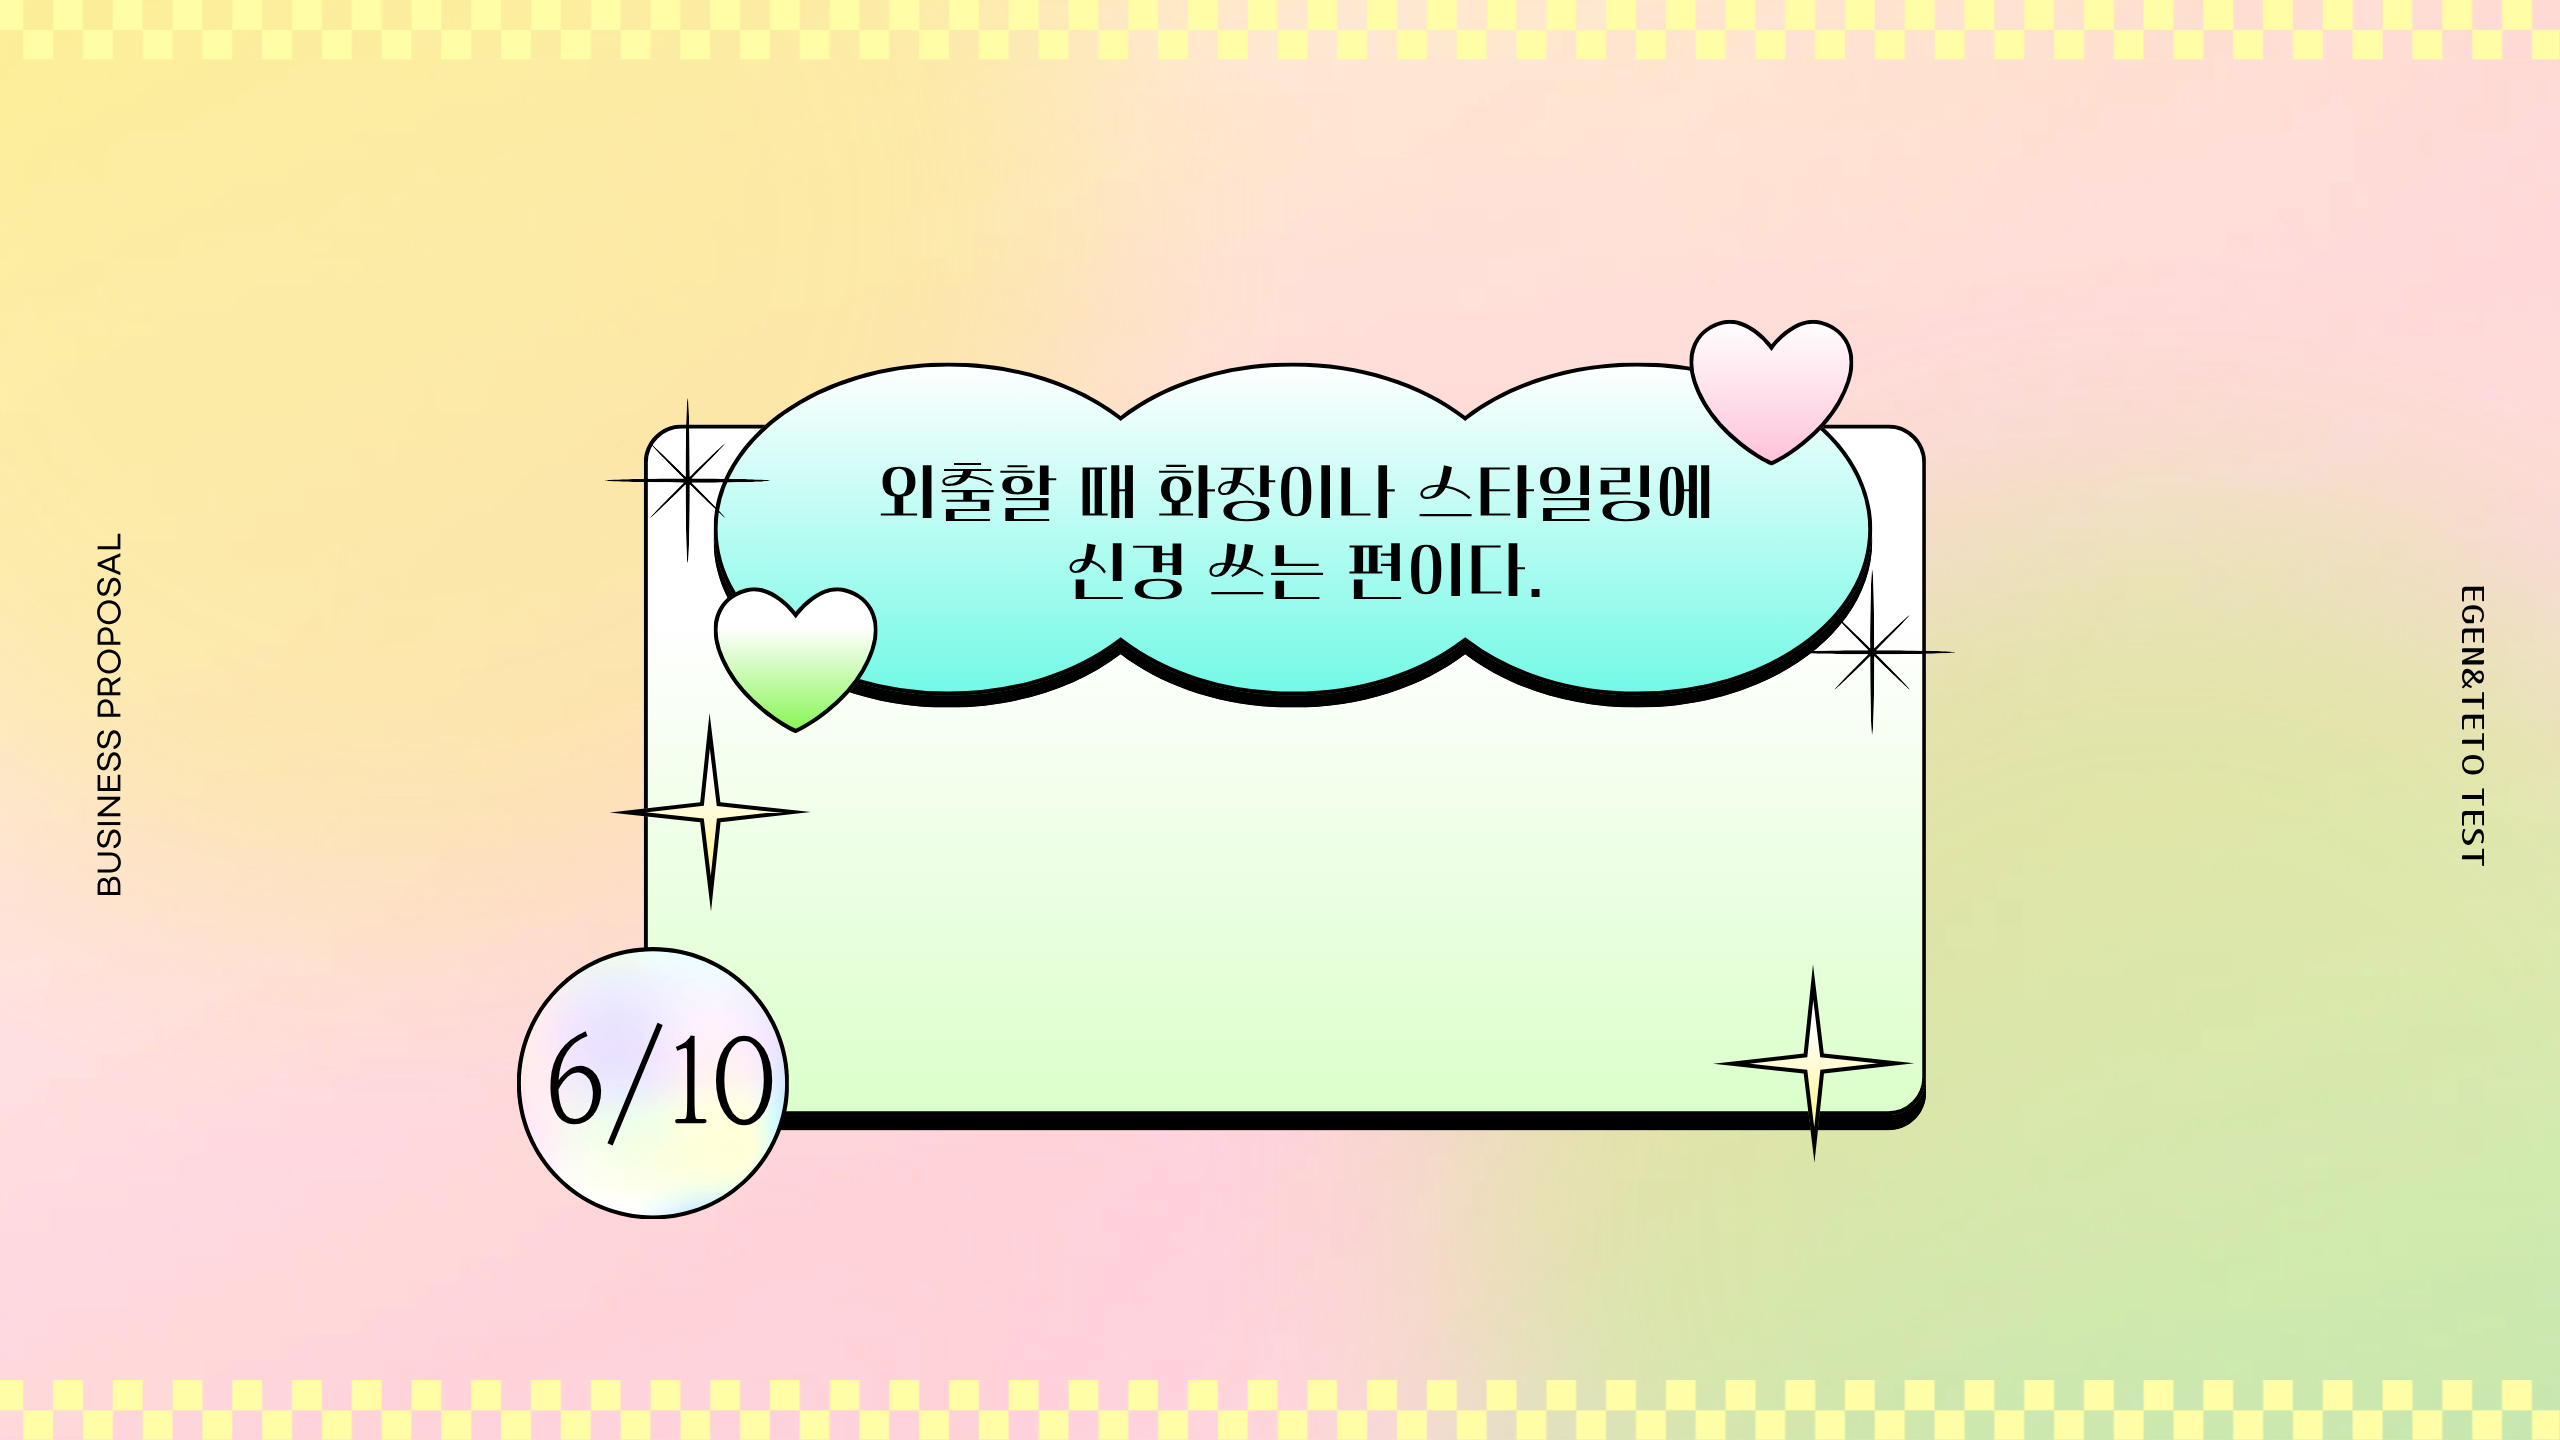 외출할 때 화장이나 스타일링에
신경 쓰는 편이다.
BUSINESS PROPOSAL
EGEN&TETO TEST
6/10